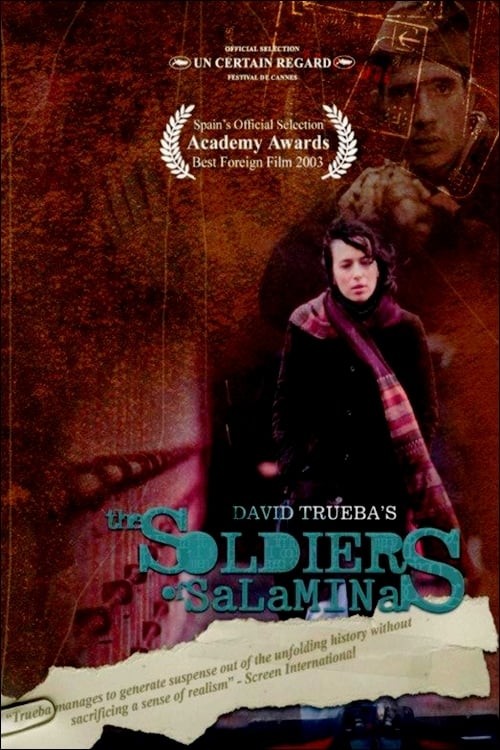 OFFICIAL SELECTION
UN CERTAIN REGARD
FESTIVAL DE CANNES
Spain's Official Selection
Academy Awards
Best Foreign Film 2003
DAVID TRUEBA'S
the SOLDIERS
of SaLaMINaS
"Trueba manages to generate suspense out of the unfolding history without
sacrificing a sense of realism" - Screen International